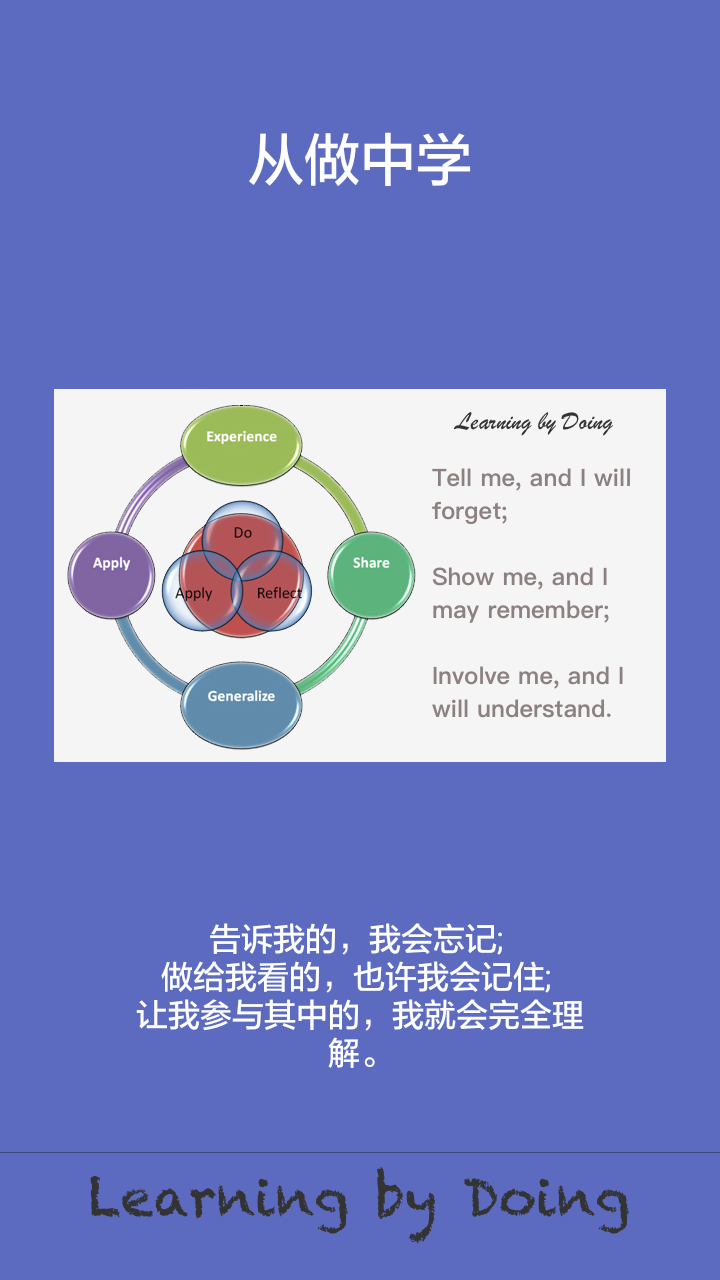 从做中学
Learning by Doing
Experience
Tell me, and I will
forget;
Do
Apply
Share
Show me, and I
may remember;
Apply
Reflect
Generalize
Involve me, and I
will understand.
告诉我的，我会忘记;
做给我看的，也许我会记住;
让我参与其中的，我就会完全理
解。
Learning by Doing